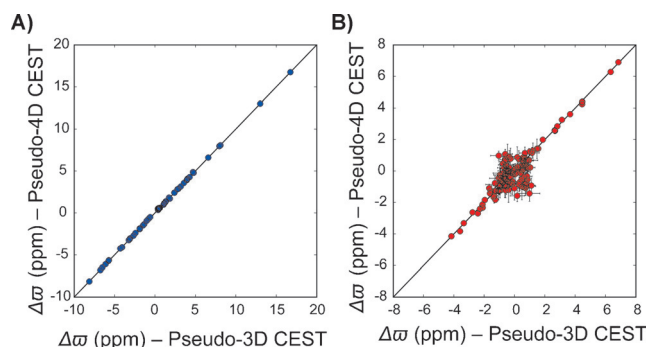 A)
20
15
10
5
0
-5
-10
-10 -5 0 5 10 15 20
Δϖ (ppm) – Pseudo-4D CEST
Δϖ (ppm) – Pseudo-3D CEST
B)
8
6
4
2
0
-2
-4
-6
-8
-8 -6 -4 -2 0 2 4 6 8
Δϖ (ppm) – Pseudo-4D CEST
Δϖ (ppm) – Pseudo-3D CEST